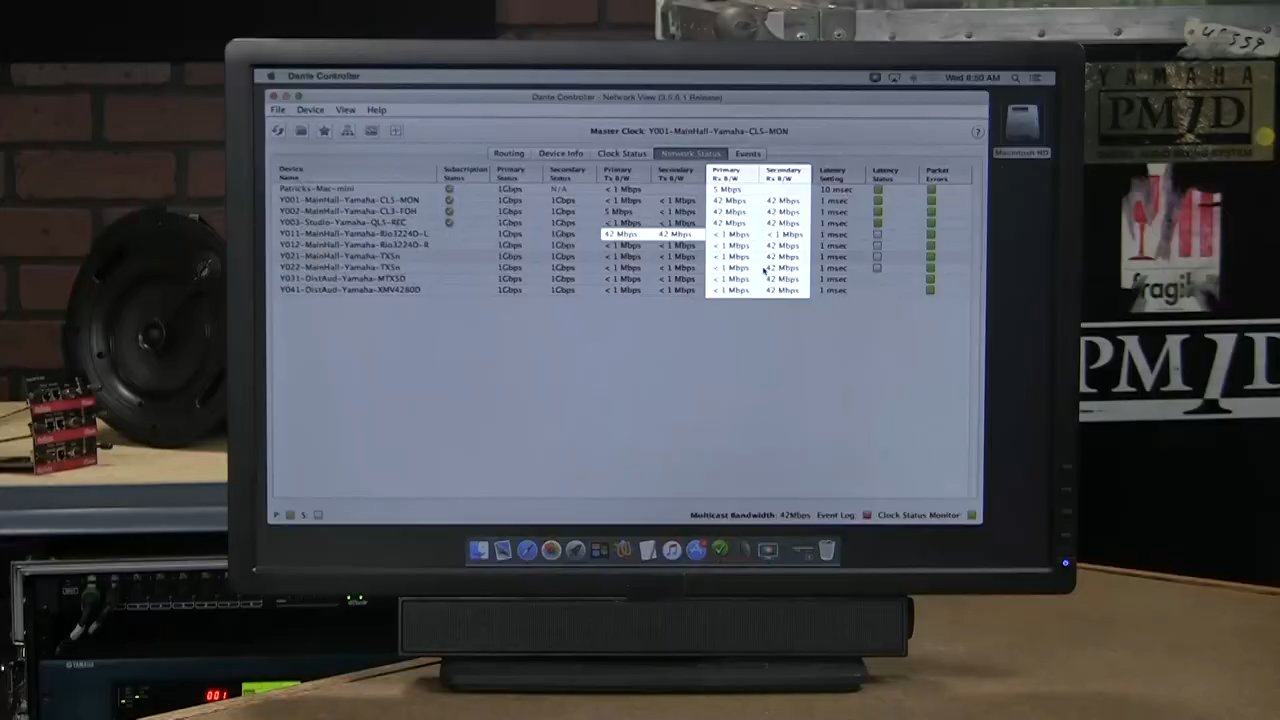 Dante Controller
Wed 8:50 AM
Dante Controller - Network View (3.5.6.1 Release)
File Device View Help
Master Clock: Y001-MainHall-Yamaha-CL5-MON
?
Macintosh HD
Routing Device Info Clock Status Network Status Events
Device Name Subscription Status Primary Status Secondary Status Primary Tx B/W Secondary Tx B/W Primary Rx B/W Secondary Rx B/W Latency Setting Latency Status Packet Errors
Patricks-Mac-mini 1Gbps N/A < 1 Mbps 5 Mbps 10 msec
Y001-MainHall-Yamaha-CL5-MON 1Gbps 1Gbps < 1 Mbps < 1 Mbps 42 Mbps 42 Mbps 1 msec
Y002-MainHall-Yamaha-CL3-FOH 1Gbps 1Gbps 5 Mbps < 1 Mbps 42 Mbps 42 Mbps 1 msec
Y003-Studio-Yamaha-QL5-REC 1Gbps 1Gbps < 1 Mbps < 1 Mbps 42 Mbps 42 Mbps 1 msec
Y011-MainHall-Yamaha-Rio3224D-L 1Gbps 1Gbps 42 Mbps 42 Mbps < 1 Mbps < 1 Mbps 1 msec
Y012-MainHall-Yamaha-Rio3224D-R 1Gbps 1Gbps < 1 Mbps < 1 Mbps < 1 Mbps 42 Mbps 1 msec
Y021-MainHall-Yamaha-TX5n 1Gbps 1Gbps < 1 Mbps < 1 Mbps < 1 Mbps 42 Mbps 1 msec
Y022-MainHall-Yamaha-TX5n 1Gbps 1Gbps < 1 Mbps < 1 Mbps < 1 Mbps 42 Mbps 1 msec
Y031-DistAud-Yamaha-MTX5D 1Gbps 1Gbps < 1 Mbps < 1 Mbps < 1 Mbps 42 Mbps 1 msec
Y041-DistAud-Yamaha-XMV4280D 1Gbps 1Gbps < 1 Mbps < 1 Mbps < 1 Mbps 42 Mbps 1 msec
P: S: Multicast Bandwidth: 42Mbps Event Log: Clock Status Monitor:
YAMAHA
PM1D
fragile
PM1D
YAMAHA
001